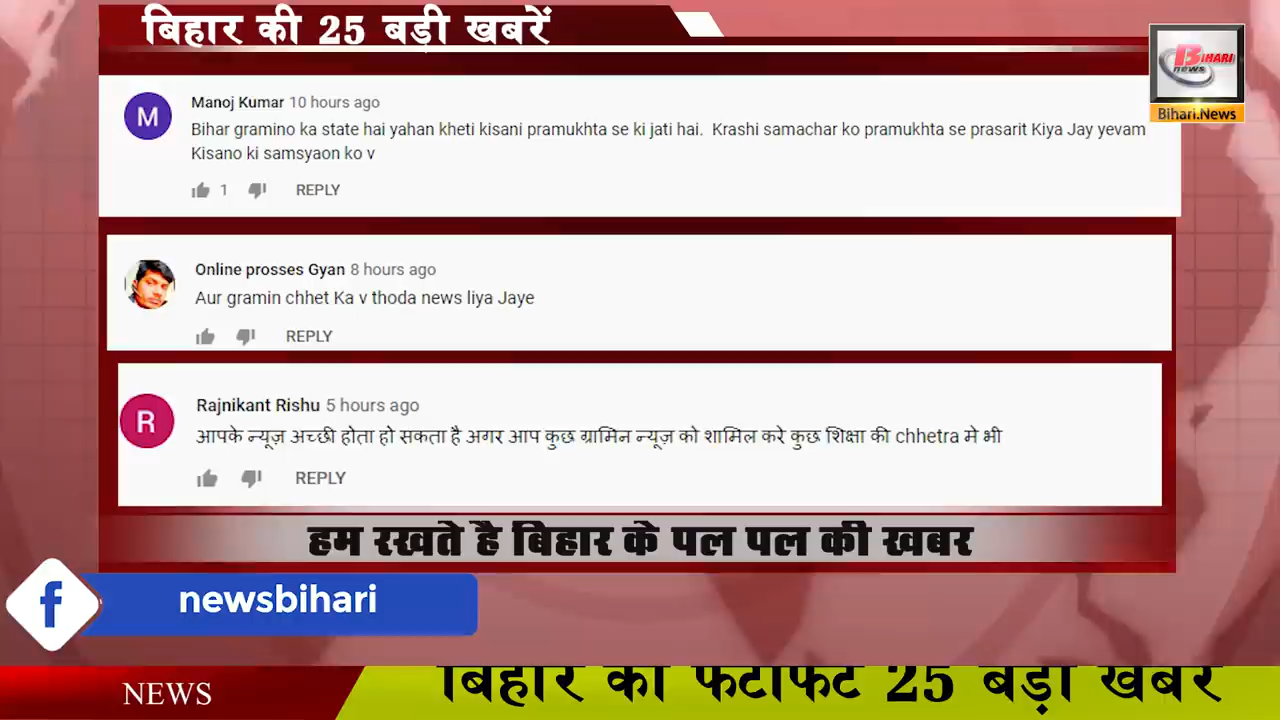 बिहार की 25 बड़ी खबरें
BIHARI
news
Bihari.News
M
Manoj Kumar 10 hours ago
Bihar gramino ka state hai yahan kheti kisani pramukhta se ki jati hai. Krashi samachar ko pramukhta se prasarit Kiya Jay yevam
Kisano ki samsyaon ko v
1 REPLY
Online prosses Gyan 8 hours ago
Aur gramin chhet Ka v thoda news liya Jaye
REPLY
R
Rajnikant Rishu 5 hours ago
आपके न्यूज़ अच्छी होता हो सकता है अगर आप कुछ ग्रामिन न्यूज़ को शामिल करे कुछ शिक्षा की chhetra मे भी
REPLY
हम रखते है बिहार के पल पल की खबर
f newsbihari
NEWS
बिहार की फटाफट 25 बड़ी खबरें